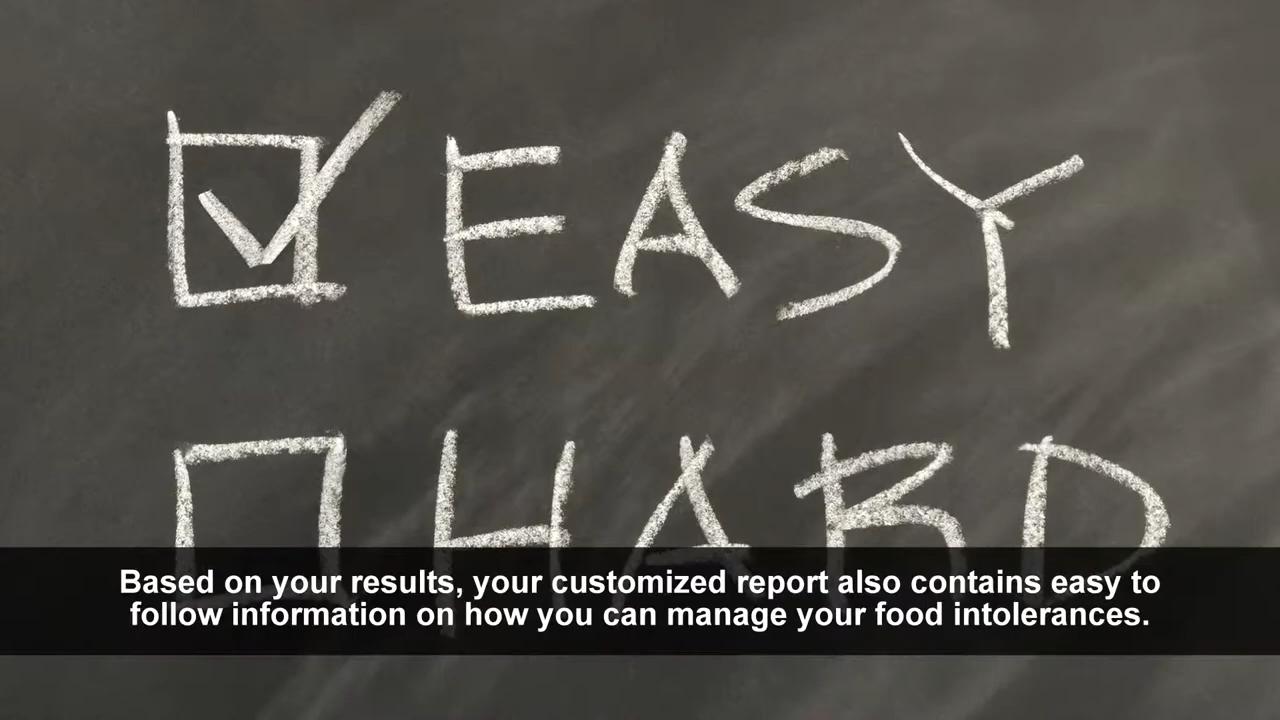 EASY
HARD
Based on your results, your customized report also contains easy to
follow information on how you can manage your food intolerances.